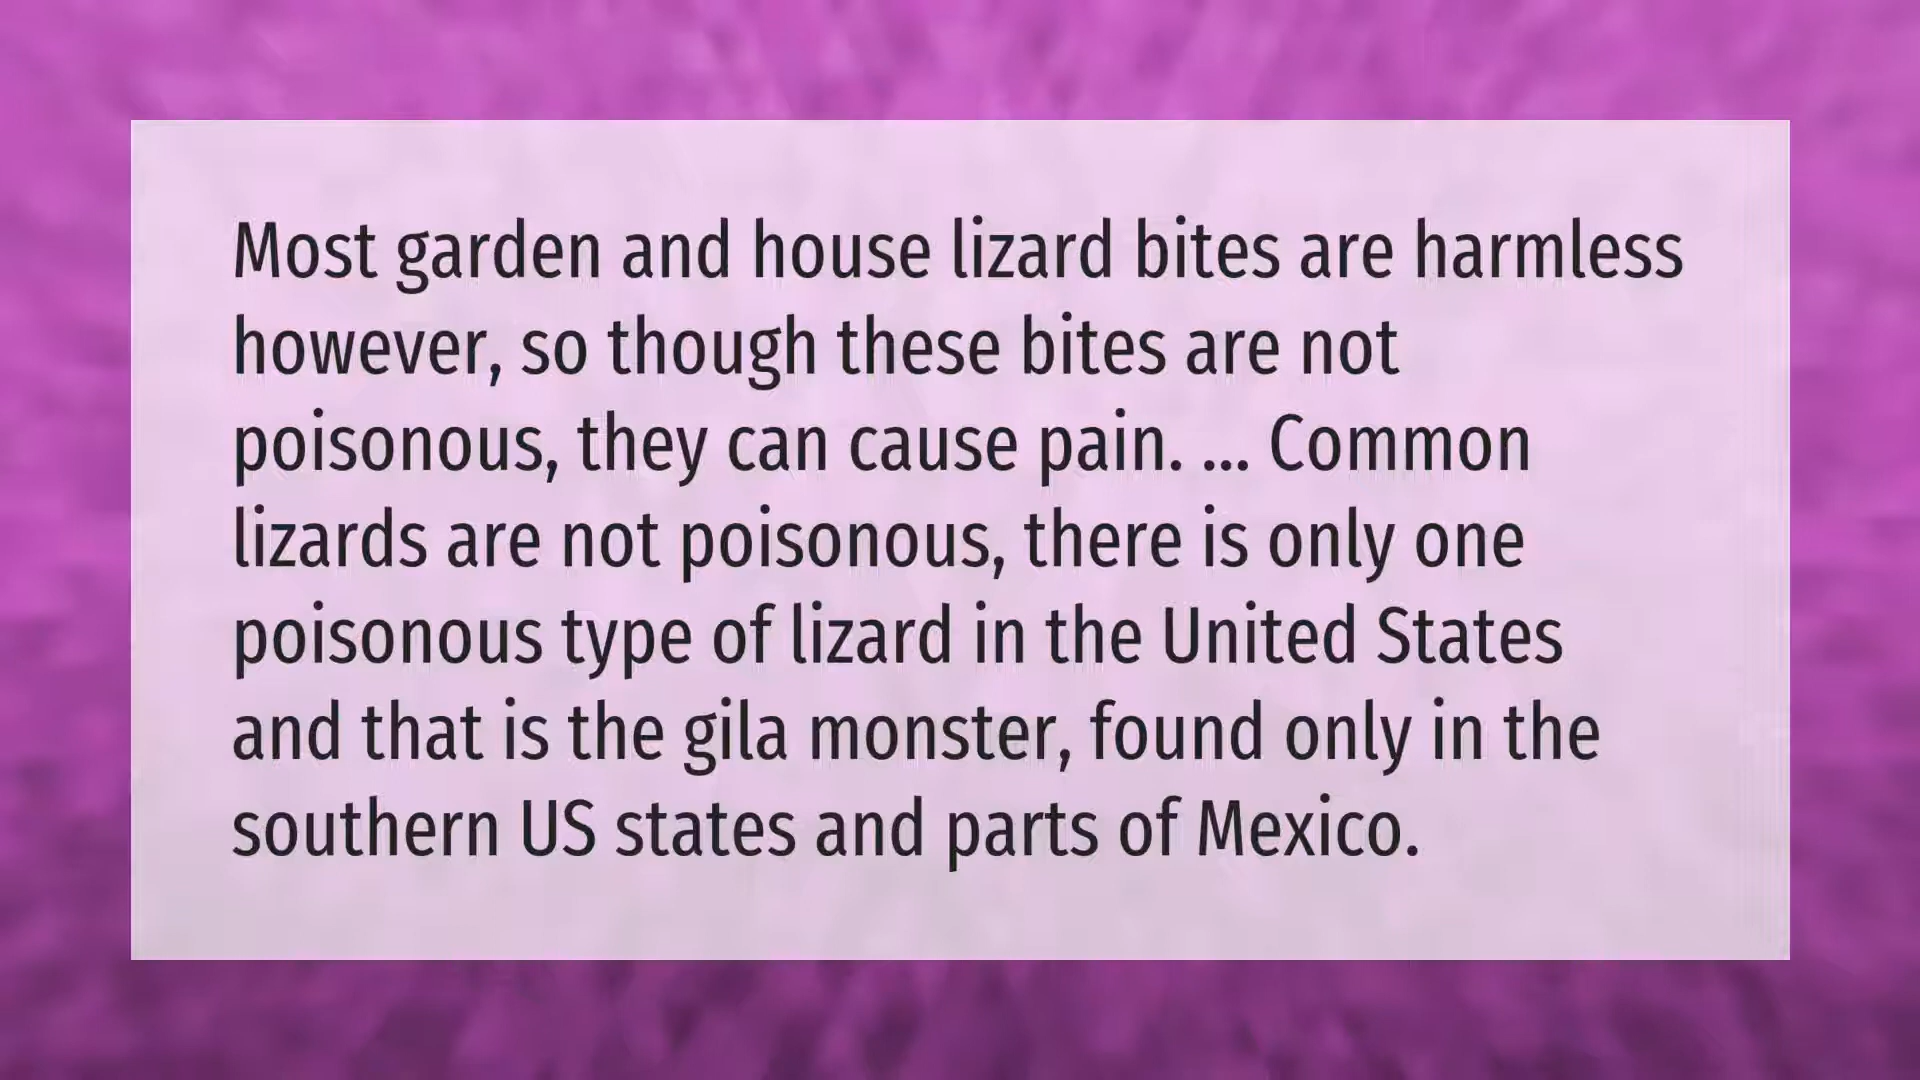 Most garden and house lizard bites are harmless
however, so though these bites are not
poisonous, they can cause pain. ... Common
lizards are not poisonous, there is only one
poisonous type of lizard in the United States
and that is the gila monster, found only in the
southern US states and parts of Mexico.